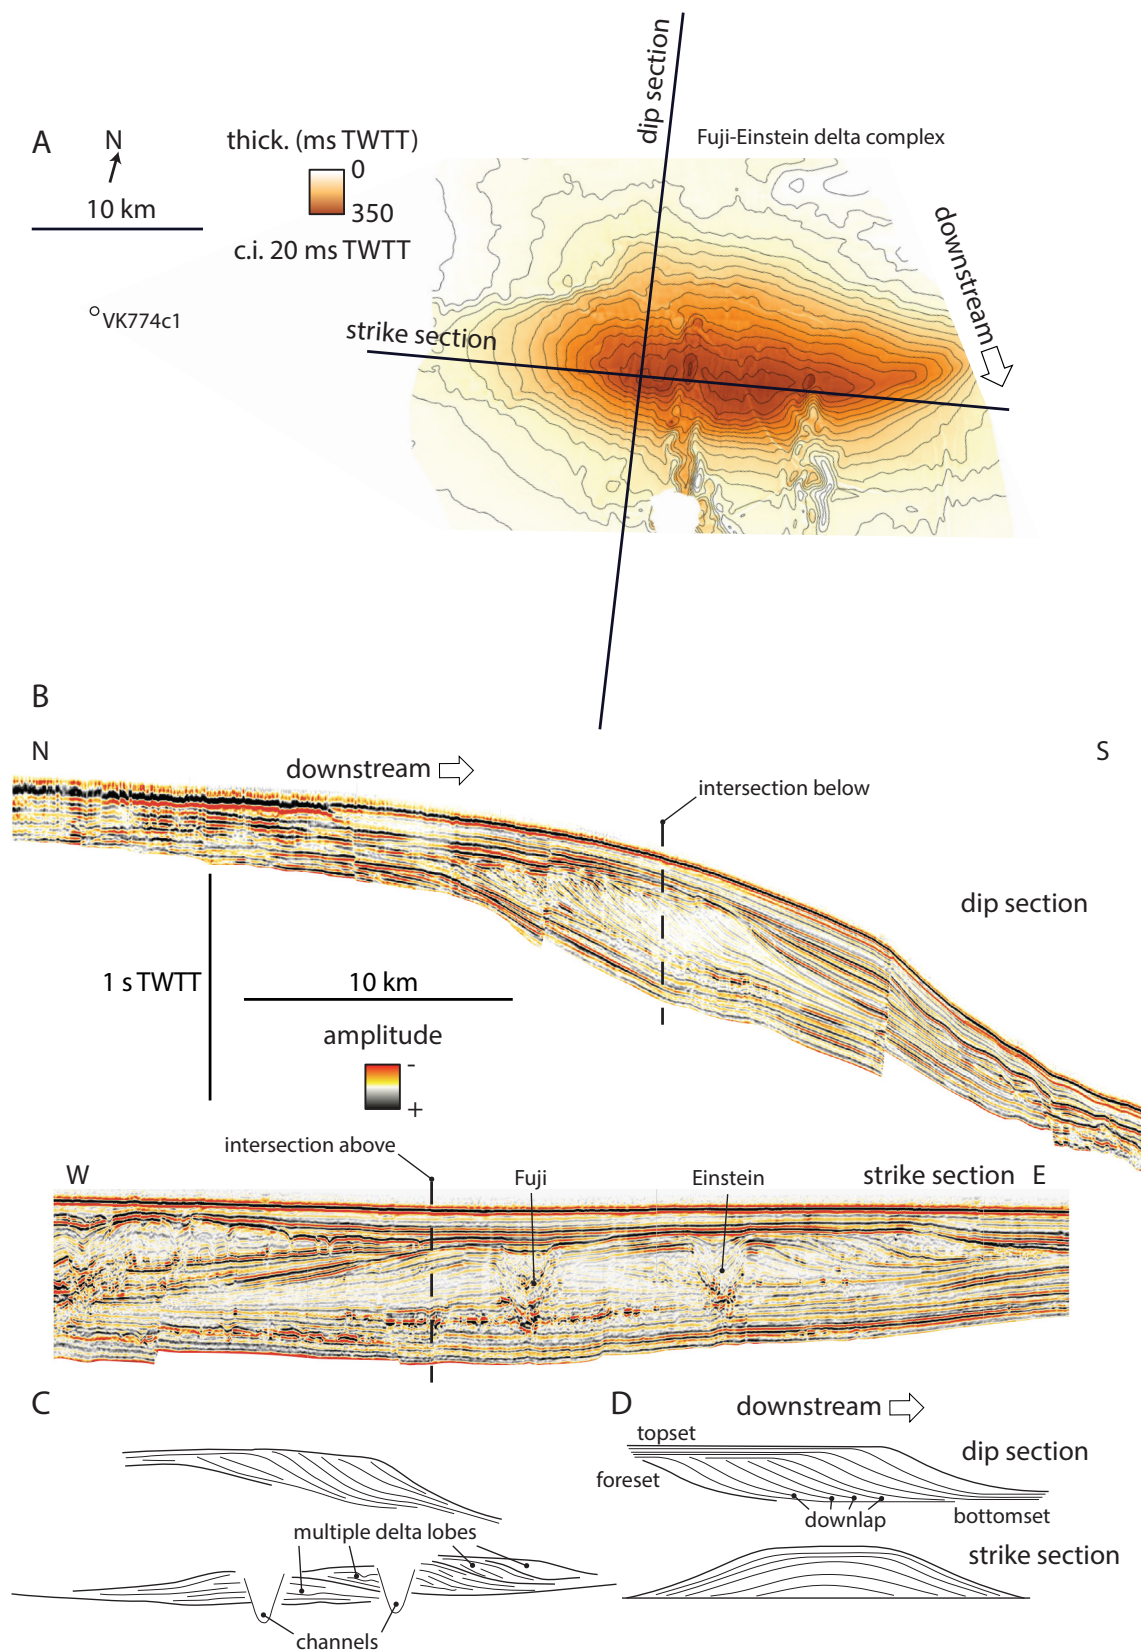 A
N
10 km
thick. (ms TWTT)
0
350
c.i. 20 ms TWTT
dip section
Fuji-Einstein delta complex
downstream
VK774c1
strike section
B
N
downstream
S
intersection below
dip section
1 s TWTT
10 km
amplitude
-
+
intersection above
W
Fuji
Einstein
strike section E
C
multiple delta lobes
channels
D
downstream
topset
dip section
foreset
downlap
bottomset
strike section